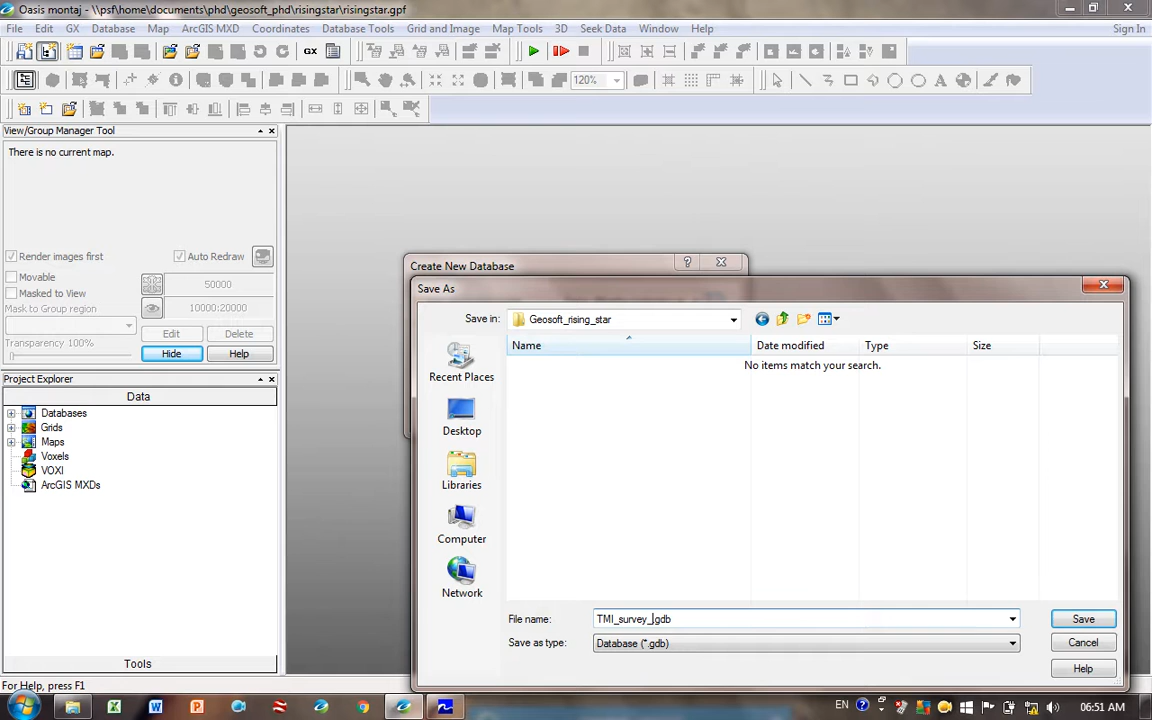 Oasis montaj - \\psf\home\documents\phd\geosoft_phd\risingstar\risingstar.gpf
File Edit GX Database Map ArcGIS MXD Coordinates Database Tools Grid and Image Map Tools 3D Seek Data Window Help Sign In
GX
120%
View/Group Manager Tool
There is no current map.
Render images first Auto Redraw
Movable 50000
Masked to View
Mask to Group region 10000:20000
Edit Delete
Transparency 100%
Hide Help
Project Explorer
Data
Databases
Grids
Maps
Voxels
VOXI
ArcGIS MXDs
Tools
For Help, press F1
Create New Database
Save As
Save in: Geosoft_rising_star
Name Date modified Type Size
No items match your search.
Recent Places
Desktop
Libraries
Computer
Network
File name: TMI_survey_.gdb Save
Save as type: Database (*.gdb) Cancel
Help
EN 06:51 AM